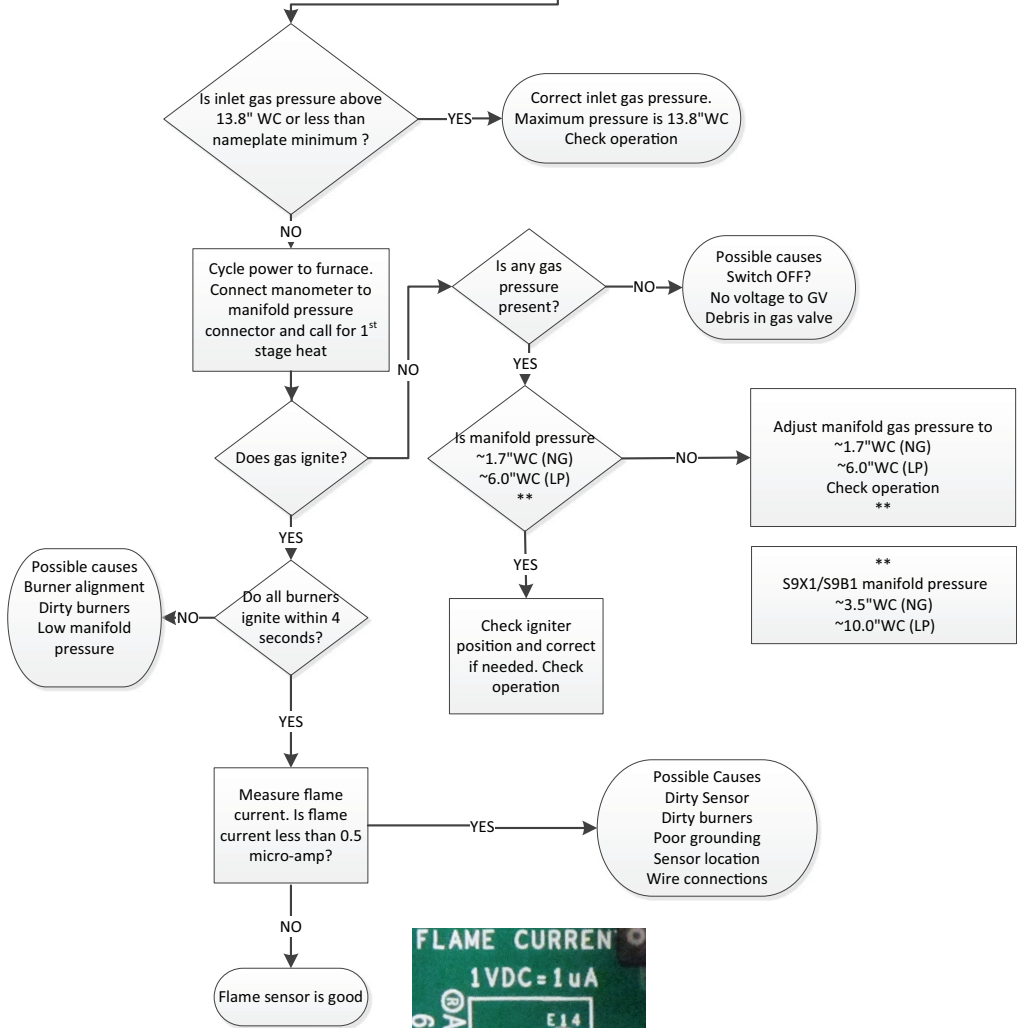 Is inlet gas pressure above
13.8" WC or less than
nameplate minimum ?
YES
Correct inlet gas pressure.
Maximum pressure is 13.8"WC
Check operation
NO
Cycle power to furnace.
Connect manometer to
manifold pressure
connector and call for 1st
stage heat
NO
Is any gas
pressure
present?
NO
Possible causes
Switch OFF?
No voltage to GV
Debris in gas valve
YES
Does gas ignite?
Is manifold pressure
~1.7"WC (NG)
~6.0"WC (LP)
**
NO
Adjust manifold gas pressure to
~1.7"WC (NG)
~6.0"WC (LP)
Check operation
**
YES
YES
**
S9X1/S9B1 manifold pressure
~3.5"WC (NG)
~10.0"WC (LP)
Do all burners
ignite within 4
seconds?
NO
Possible causes
Burner alignment
Dirty burners
Low manifold
pressure
Check igniter
position and correct
if needed. Check
operation
YES
Measure flame
current. Is flame
current less than 0.5
micro-amp?
YES
Possible Causes
Dirty Sensor
Dirty burners
Poor grounding
Sensor location
Wire connections
NO
Flame sensor is good
FLAME CURREN
1VDC=1uA
E14